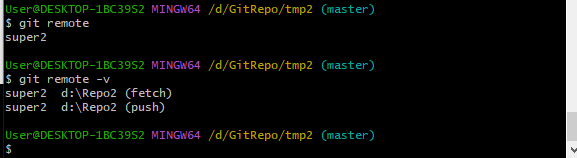 User@DESKTOP-1BC39S2 MINGW64 /d/GitRepo/tmp2 (master)
$ git remote
super2
User@DESKTOP-1BC39S2 MINGW64 /d/GitRepo/tmp2 (master)
$ git remote -v
super2  d:\Repo2 (fetch)
super2  d:\Repo2 (push)
User@DESKTOP-1BC39S2 MINGW64 /d/GitRepo/tmp2 (master)
$